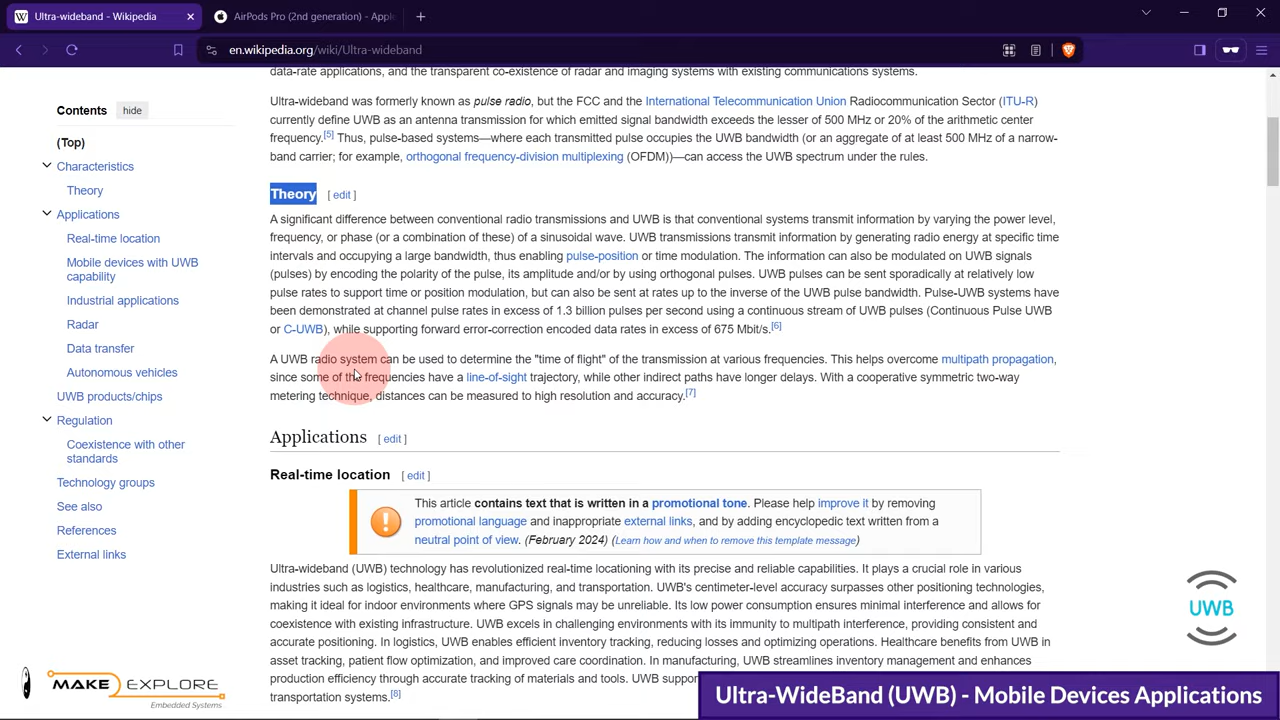 Ultra-wideband - Wikipedia
AirPods Pro (2nd generation) - Apple
en.wikipedia.org/wiki/Ultra-wideband
data-rate applications, and the transparent co-existence of radar and imaging systems with existing communications systems.
Contents hide
(Top)
Characteristics
Theory
Applications
Real-time location
Mobile devices with UWB
capability
Industrial applications
Radar
Data transfer
Autonomous vehicles
UWB products/chips
Regulation
Coexistence with other
standards
Technology groups
See also
References
External links
Ultra-wideband was formerly known as pulse radio, but the FCC and the International Telecommunication Union Radiocommunication Sector (ITU-R)
currently define UWB as an antenna transmission for which emitted signal bandwidth exceeds the lesser of 500 MHz or 20% of the arithmetic center
frequency.[5] Thus, pulse-based systems—where each transmitted pulse occupies the UWB bandwidth (or an aggregate of at least 500 MHz of a narrow-
band carrier; for example, orthogonal frequency-division multiplexing (OFDM))—can access the UWB spectrum under the rules.
Theory [ edit ]
A significant difference between conventional radio transmissions and UWB is that conventional systems transmit information by varying the power level,
frequency, or phase (or a combination of these) of a sinusoidal wave. UWB transmissions transmit information by generating radio energy at specific time
intervals and occupying a large bandwidth, thus enabling pulse-position or time modulation. The information can also be modulated on UWB signals
(pulses) by encoding the polarity of the pulse, its amplitude and/or by using orthogonal pulses. UWB pulses can be sent sporadically at relatively low
pulse rates to support time or position modulation, but can also be sent at rates up to the inverse of the UWB pulse bandwidth. Pulse-UWB systems have
been demonstrated at channel pulse rates in excess of 1.3 billion pulses per second using a continuous stream of UWB pulses (Continuous Pulse UWB
or C-UWB), while supporting forward error-correction encoded data rates in excess of 675 Mbit/s.[6]
A UWB radio system can be used to determine the "time of flight" of the transmission at various frequencies. This helps overcome multipath propagation,
since some of the frequencies have a line-of-sight trajectory, while other indirect paths have longer delays. With a cooperative symmetric two-way
metering technique, distances can be measured to high resolution and accuracy.[7]
Applications [ edit ]
Real-time location [ edit ]
This article contains text that is written in a promotional tone. Please help improve it by removing
promotional language and inappropriate external links, and by adding encyclopedic text written from a
neutral point of view. (February 2024) (Learn how and when to remove this template message)
Ultra-wideband (UWB) technology has revolutionized real-time locationing with its precise and reliable capabilities. It plays a crucial role in various
industries such as logistics, healthcare, manufacturing, and transportation. UWB's centimeter-level accuracy surpasses other positioning technologies,
making it ideal for indoor environments where GPS signals may be unreliable. Its low power consumption ensures minimal interference and allows for
coexistence with existing infrastructure. UWB excels in challenging environments with its immunity to multipath interference, providing consistent and
accurate positioning. In logistics, UWB enables efficient inventory tracking, reducing losses and optimizing operations. Healthcare benefits from UWB in
asset tracking, patient flow optimization, and improved care coordination. In manufacturing, UWB streamlines inventory management and enhances
production efficiency through accurate tracking of materials and tools. UWB
transportation systems.[8]
UWB
MAKE EXPLORE
Embedded Systems
Ultra-WideBand (UWB) - Mobile Devices Applications